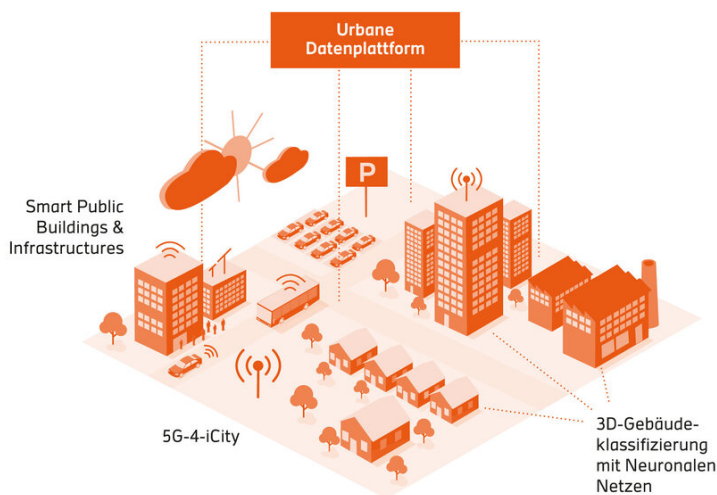 Urbane
Datenplattform
P
Smart Public
Buildings &
Infrastructures
5G-4-iCity
3D-Gebäude-
klassifizierung
mit Neuronalen
Netzen